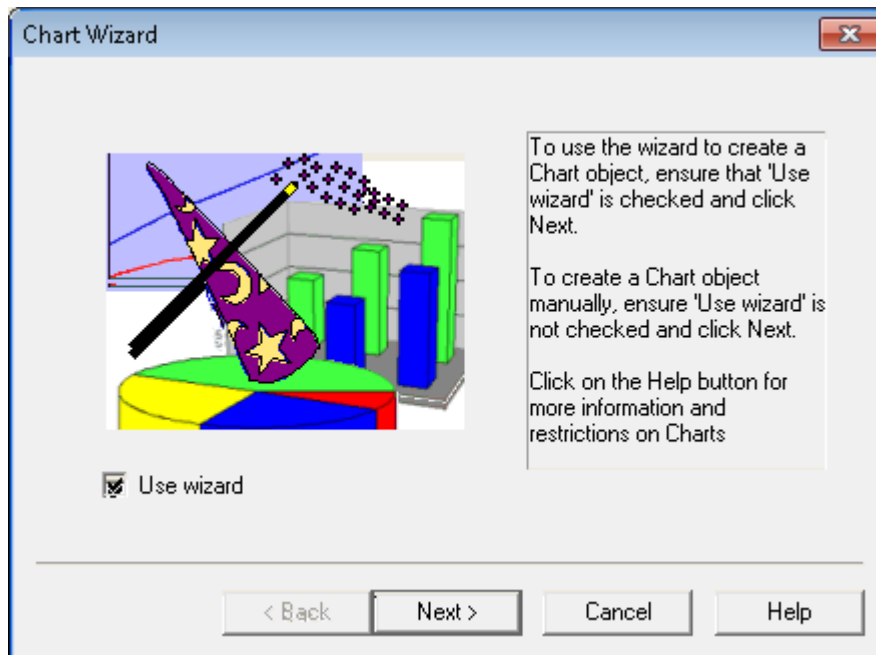 Chart Wizard
To use the wizard to create a
Chart object, ensure that 'Use
wizard' is checked and click
Next.
To create a Chart object
manually, ensure 'Use wizard' is
not checked and click Next.
Click on the Help button for
more information and
restrictions on Charts
Use wizard
< Back
Next >
Cancel
Help